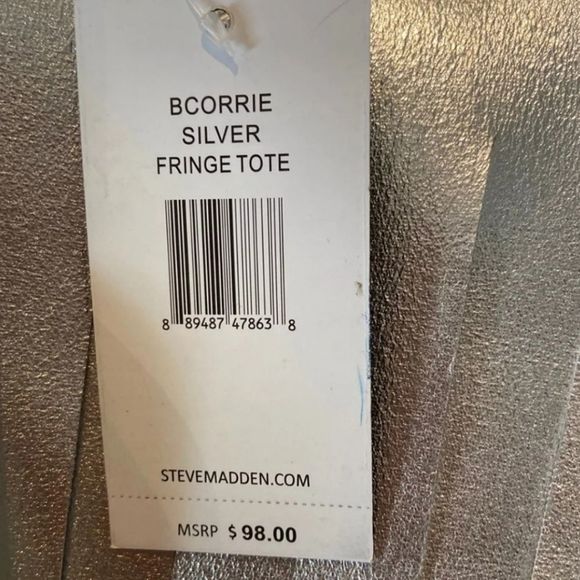 BCORRIE
SILVER
FRINGE TOTE
8 89487 47863 8
STEVEMADDEN.COM
MSRP $ 98.00